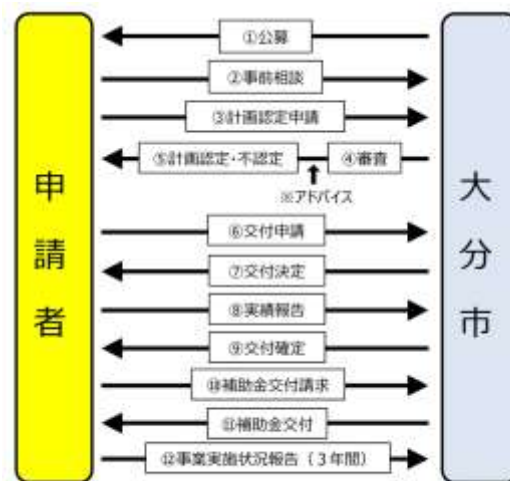 申請者
大分市
①公募
②事前相談
③計画認定申請
⑤計画認定・不認定
④審査
※アドバイス
⑥交付申請
⑦交付決定
⑧実績報告
⑨交付確定
⑩補助金交付請求
⑪補助金交付
⑫事業実施状況報告（３年間）